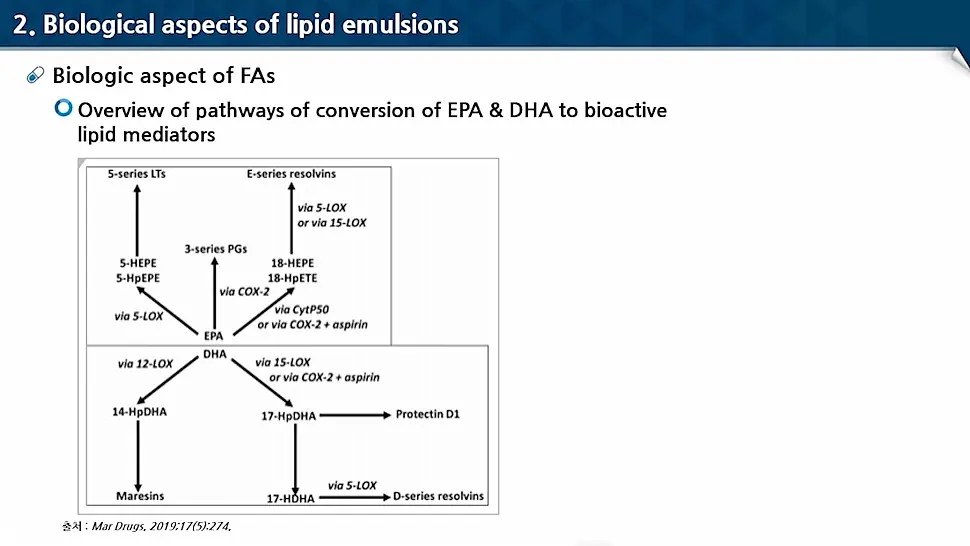 2. Biological aspects of lipid emulsions
Biologic aspect of FAs
Overview of pathways of conversion of EPA & DHA to bioactive
lipid mediators
5-series LTs
E-series resolvins
via 5-LOX
or via 15-LOX
3-series PGs
5-HEPE
5-HpEPE
18-HEPE
18-HpETE
via COX-2
via 5-LOX
via CytP50
or via COX-2 + aspirin
EPA
DHA
via 12-LOX
via 15-LOX
or via COX-2 + aspirin
14-HpDHA
17-HpDHA
Protectin D1
via 5-LOX
Maresins
17-HDHA
D-series resolvins
출처 : Mar Drugs, 2019;17(5):274.